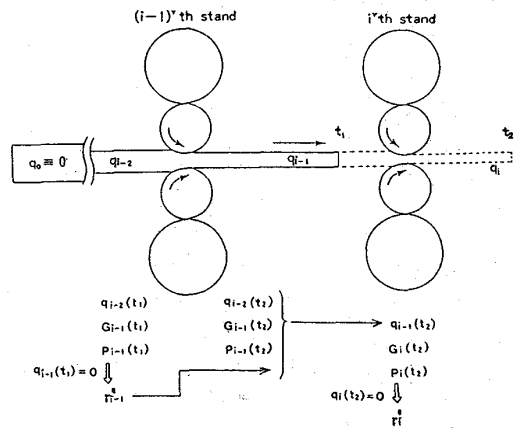 (i-1)'th stand
i'th stand
t₁
t₂
q₀ ≡ 0
qᵢ₋₂
qᵢ₋₁
qᵢ
qᵢ₋₂(t₁)
Gᵢ₋₁(t₁)
Pᵢ₋₁(t₁)
qᵢ₋₁(t₁)=0
r*ᵢ₋₁
qᵢ₋₂(t₂)
Gᵢ₋₁(t₂)
Pᵢ₋₁(t₂)
qᵢ₋₁(t₂)
Gᵢ(t₂)
Pᵢ(t₂)
qᵢ(t₂)=0
r*ᵢ